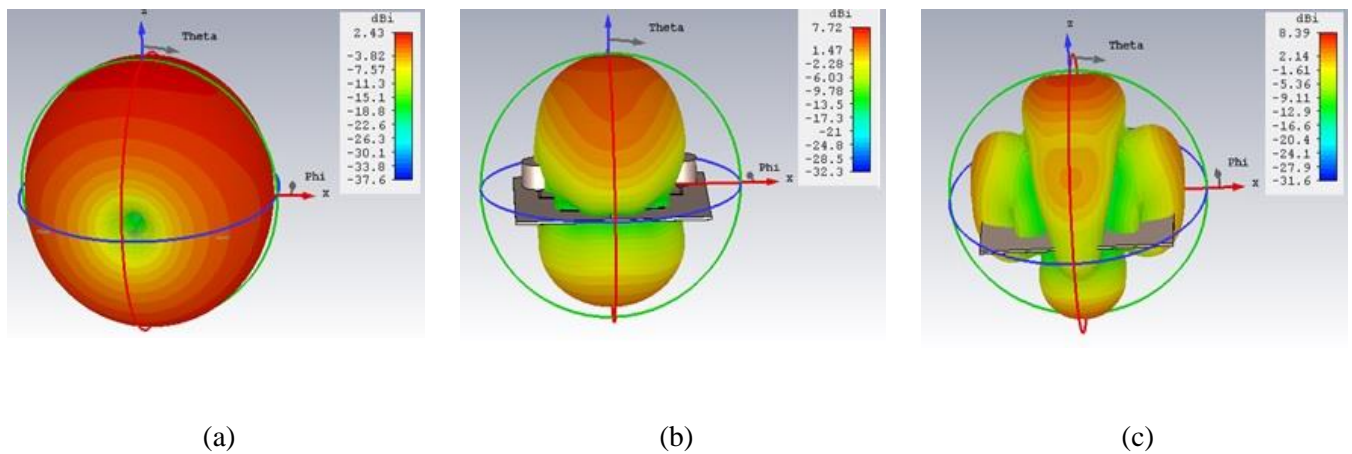 dBi
2.43
-3.82
-7.57
-11.3
-15.1
-18.8
-22.6
-26.3
-30.1
-33.8
-37.6
z
Theta
Phi
x
dBi
7.72
1.47
-2.28
-6.03
-9.78
-13.5
-17.3
-21
-24.8
-28.5
-32.3
Theta
Phi
x
dBi
8.39
2.14
-1.61
-5.36
-9.11
-12.9
-16.6
-20.4
-24.1
-27.9
-31.6
z
Theta
Phi
x
(a)
(b)
(c)